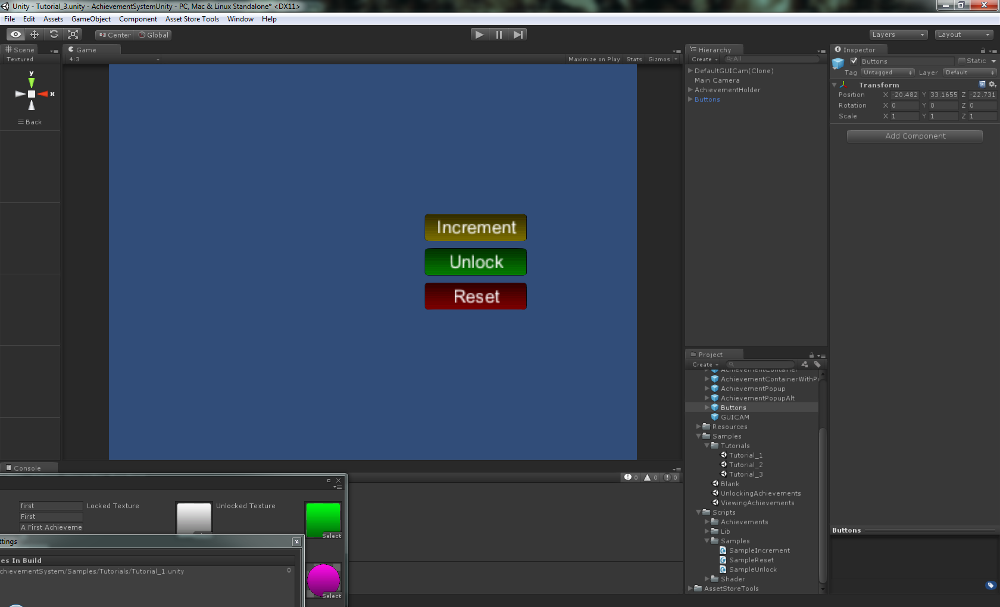 Unity - Tutorial_3.unity - AchievementSystemUnity - PC, Mac & Linux Standalone* <DX11>
File Edit Assets GameObject Component Asset Store Tools Window Help
Center Global
Layers Layout
Scene
Textured
y
x
Back
Game
4:3
Maximize on Play Stats Gizmos
Increment
Unlock
Reset
Hierarchy
Create All
DefaultGUICam(Clone)
Main Camera
AchievementHolder
Buttons
Inspector
Buttons Static
Tag Untagged Layer Default
Transform
Position X -20.482 Y 33.1655 Z -22.731
Rotation X 0 Y 0 Z 0
Scale X 1 Y 1 Z 1
Add Component
Project
Create
AchievementContainer
AchievementContainerWithPr
AchievementPopup
AchievementPopupAlt
Buttons
GUICAM
Resources
Samples
Tutorials
Tutorial_1
Tutorial_2
Tutorial_3
Blank
UnlockingAchievements
ViewingAchievements
Scripts
Achievements
Lib
Samples
SampleIncrement
SampleReset
SampleUnlock
Shader
AssetStoreTools
Buttons
Console
0 0 0
first Locked Texture Unlocked Texture
First
A First Achieveme
Select
ttings
es In Build
chievementSystem/Samples/Tutorials/Tutorial_1.unity 0
Select